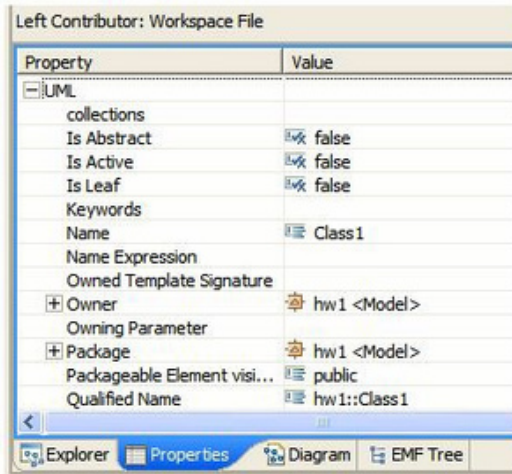 Left Contributor: Workspace File
Property Value
UML
collections
Is Abstract false
Is Active false
Is Leaf false
Keywords
Name Class1
Name Expression
Owned Template Signature
Owner hw1 <Model>
Owning Parameter
Package hw1 <Model>
Packageable Element visi... public
Qualified Name hw1::Class1
Explorer Properties Diagram EMF Tree